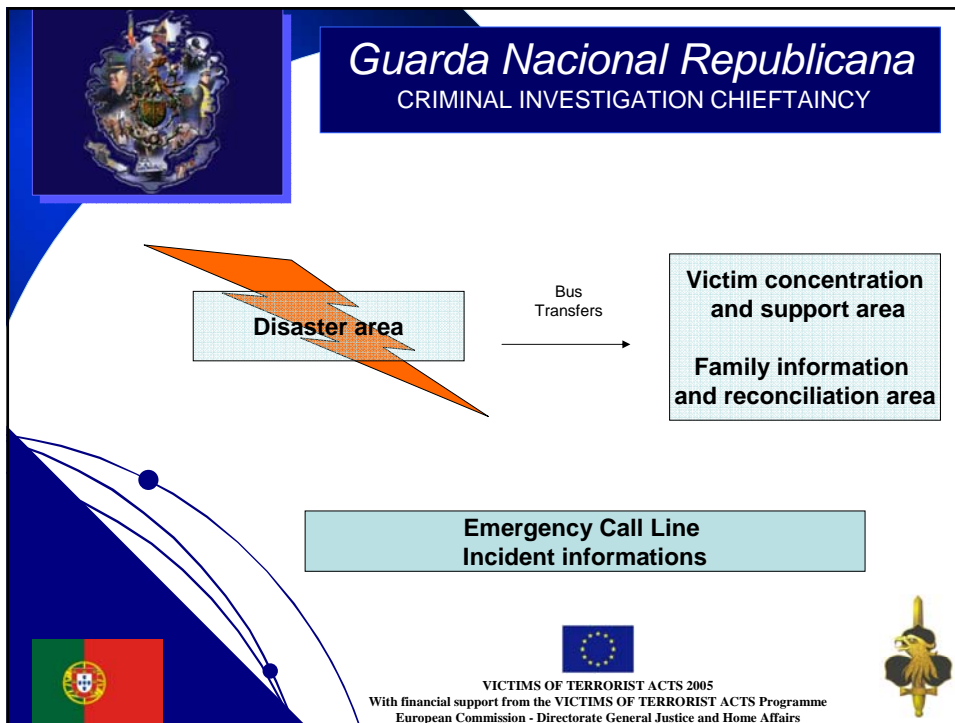 Guarda Nacional Republicana
CRIMINAL INVESTIGATION CHIEFTAINCY
Disaster area
Bus
Transfers
Victim concentration
and support area
Family information
and reconciliation area
Emergency Call Line
Incident informations
VICTIMS OF TERRORIST ACTS 2005
With financial support from the VICTIMS OF TERRORIST ACTS Programme
European Commission - Directorate General Justice and Home Affairs